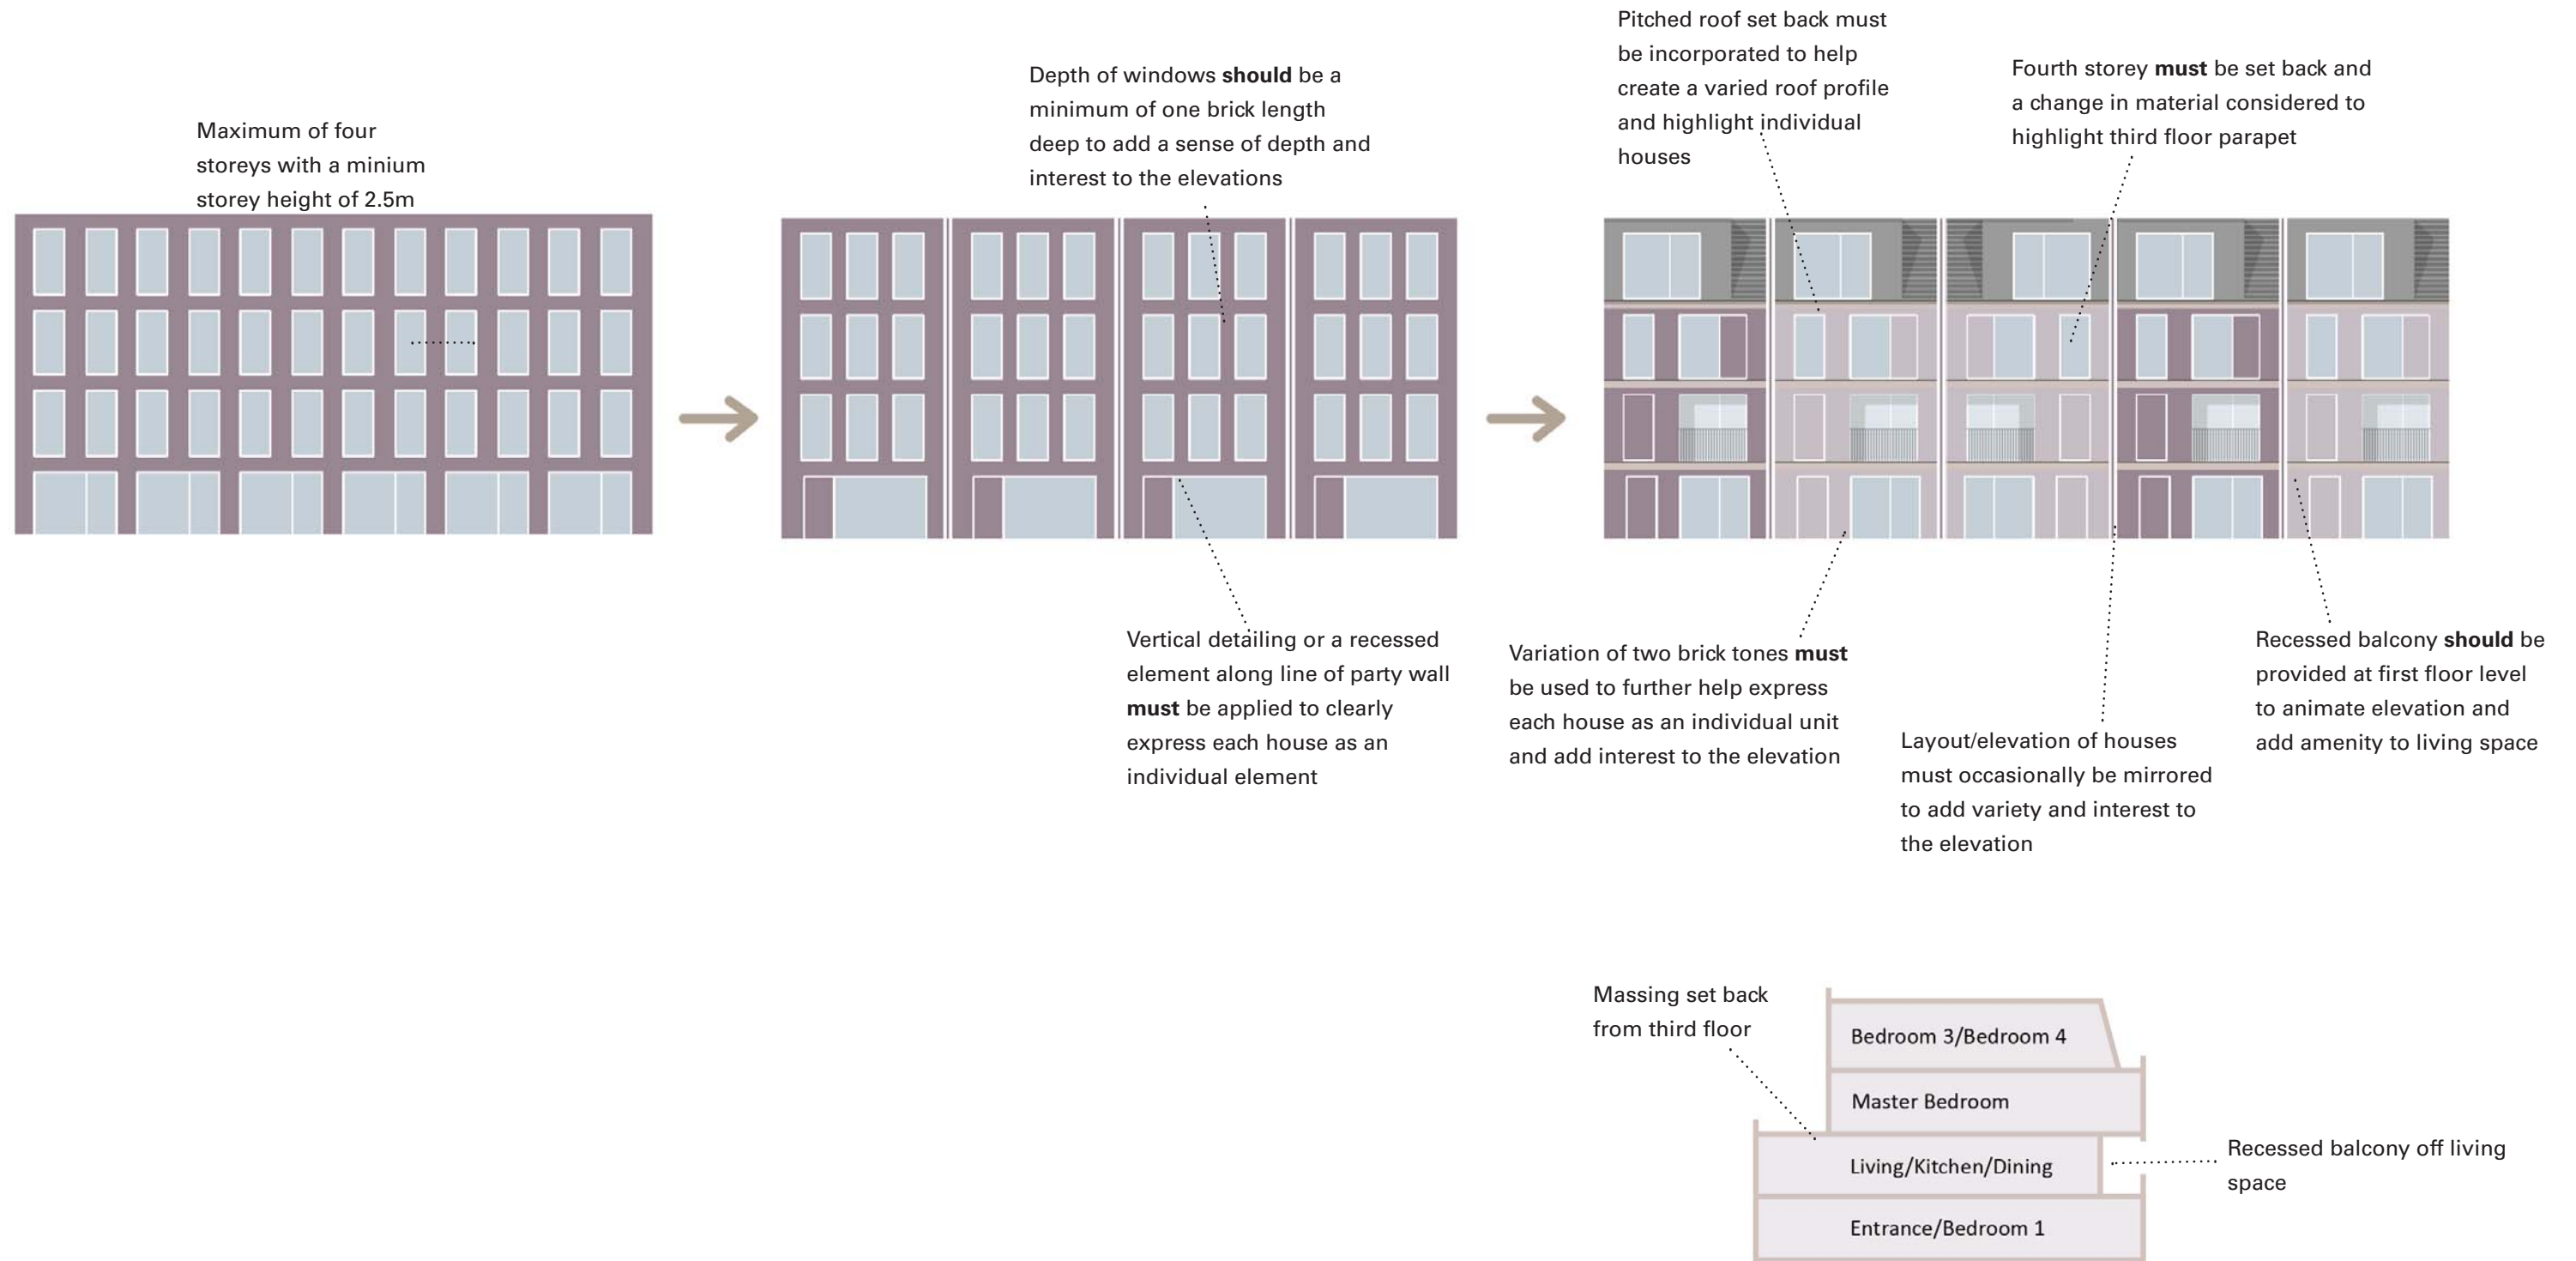 Maximum of four
storeys with a minium
storey height of 2.5m
Depth of windows should be a
minimum of one brick length
deep to add a sense of depth and
interest to the elevations
Vertical detailing or a recessed
element along line of party wall
must be applied to clearly
express each house as an
individual element
Pitched roof set back must
be incorporated to help
create a varied roof profile
and highlight individual
houses
Fourth storey must be set back and
a change in material considered to
highlight third floor parapet
Variation of two brick tones must
be used to further help express
each house as an individual unit
and add interest to the elevation
Layout/elevation of houses
must occasionally be mirrored
to add variety and interest to
the elevation
Recessed balcony should be
provided at first floor level
to animate elevation and
add amenity to living space
Massing set back
from third floor
Bedroom 3/Bedroom 4
Master Bedroom
Living/Kitchen/Dining
Entrance/Bedroom 1
Recessed balcony off living
space